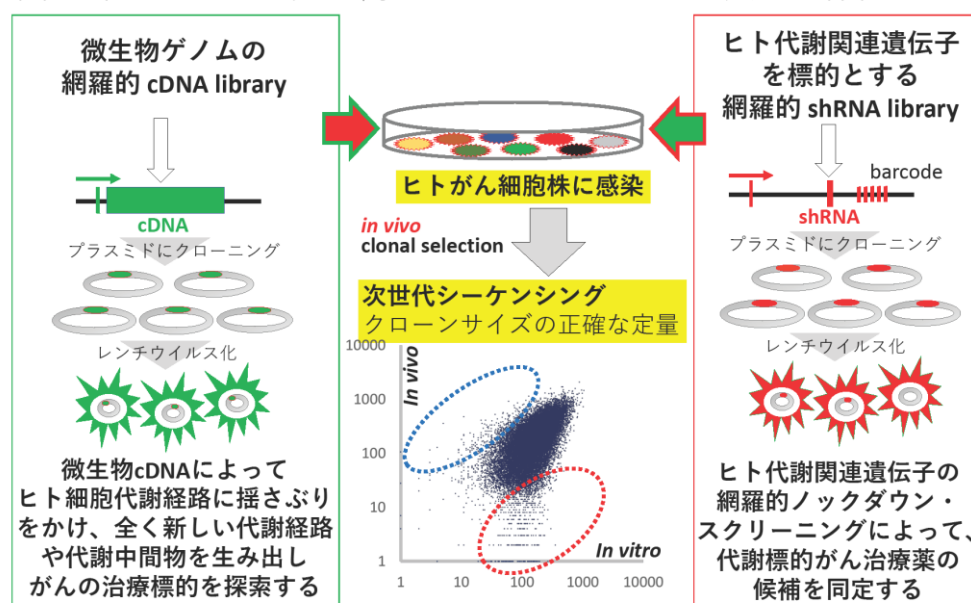 微生物ゲノムの
網羅的 cDNA library
cDNA
プラスミドにクローニング
レンチウイルス化
微生物cDNAによって
ヒト細胞代謝経路に揺さぶり
をかけ、全く新しい代謝経路
や代謝中間物を生み出し
がんの治療標的を探索する
ヒトがん細胞株に感染
in vivo
clonal selection
次世代シーケンシング
クローンサイズの正確な定量
10000
1000
100
10
1
In vivo
In vitro
1
10
100
1000
10000
ヒト代謝関連遺伝子
を標的とする
網羅的 shRNA library
barcode
shRNA
プラスミドにクローニング
レンチウイルス化
ヒト代謝関連遺伝子の
網羅的ノックダウン・
スクリーニングによって、
代謝標的がん治療薬の
候補を同定する